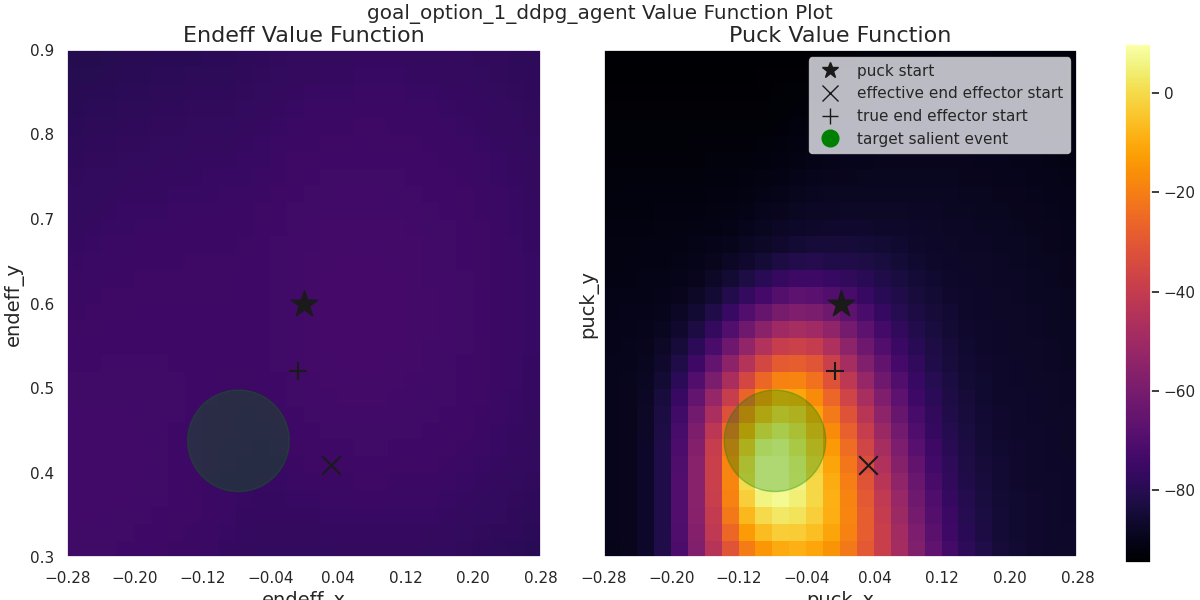 goal_option_1_ddpg_agent Value Function Plot
Endeff Value Function
endeff_y
0.9
0.8
0.7
0.6
0.5
0.4
0.3
−0.28 −0.20 −0.12 −0.04 0.04 0.12 0.20 0.28
endeff_x
Puck Value Function
puck start
effective end effector start
true end effector start
target salient event
puck_y
−0.28 −0.20 −0.12 −0.04 0.04 0.12 0.20 0.28
puck_x
0
−20
−40
−60
−80